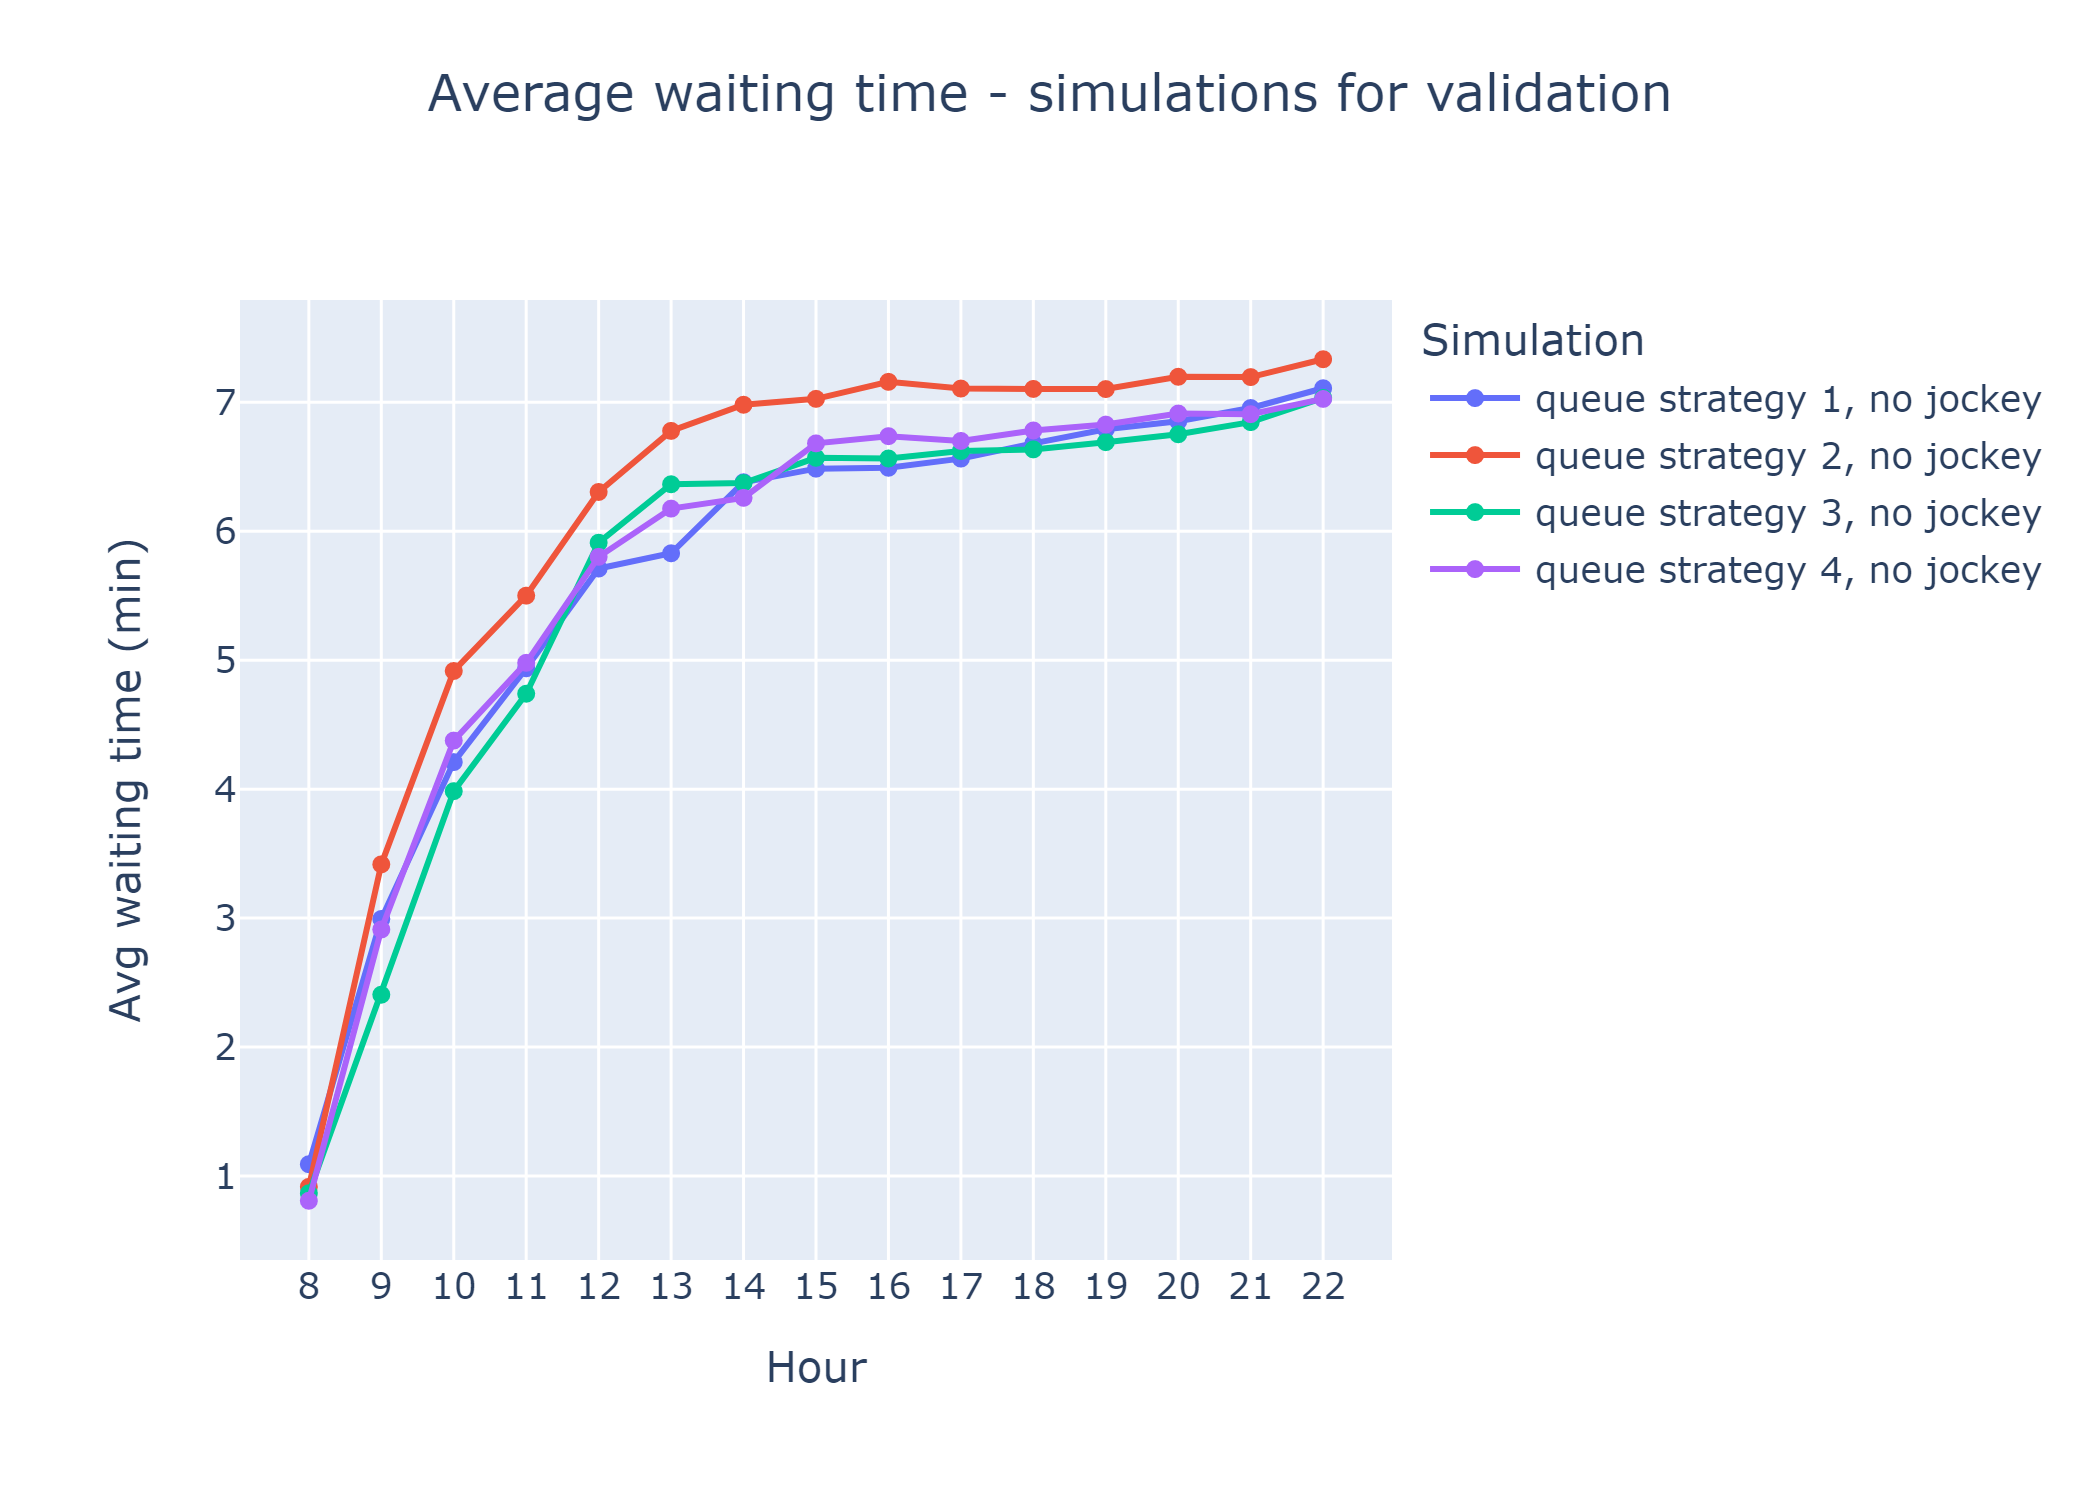 Average waiting time - simulations for validation
Simulation
queue strategy 1, no jockey
queue strategy 2, no jockey
queue strategy 3, no jockey
queue strategy 4, no jockey
Avg waiting time (min)
7
6
5
4
3
2
1
8 9 10 11 12 13 14 15 16 17 18 19 20 21 22
Hour